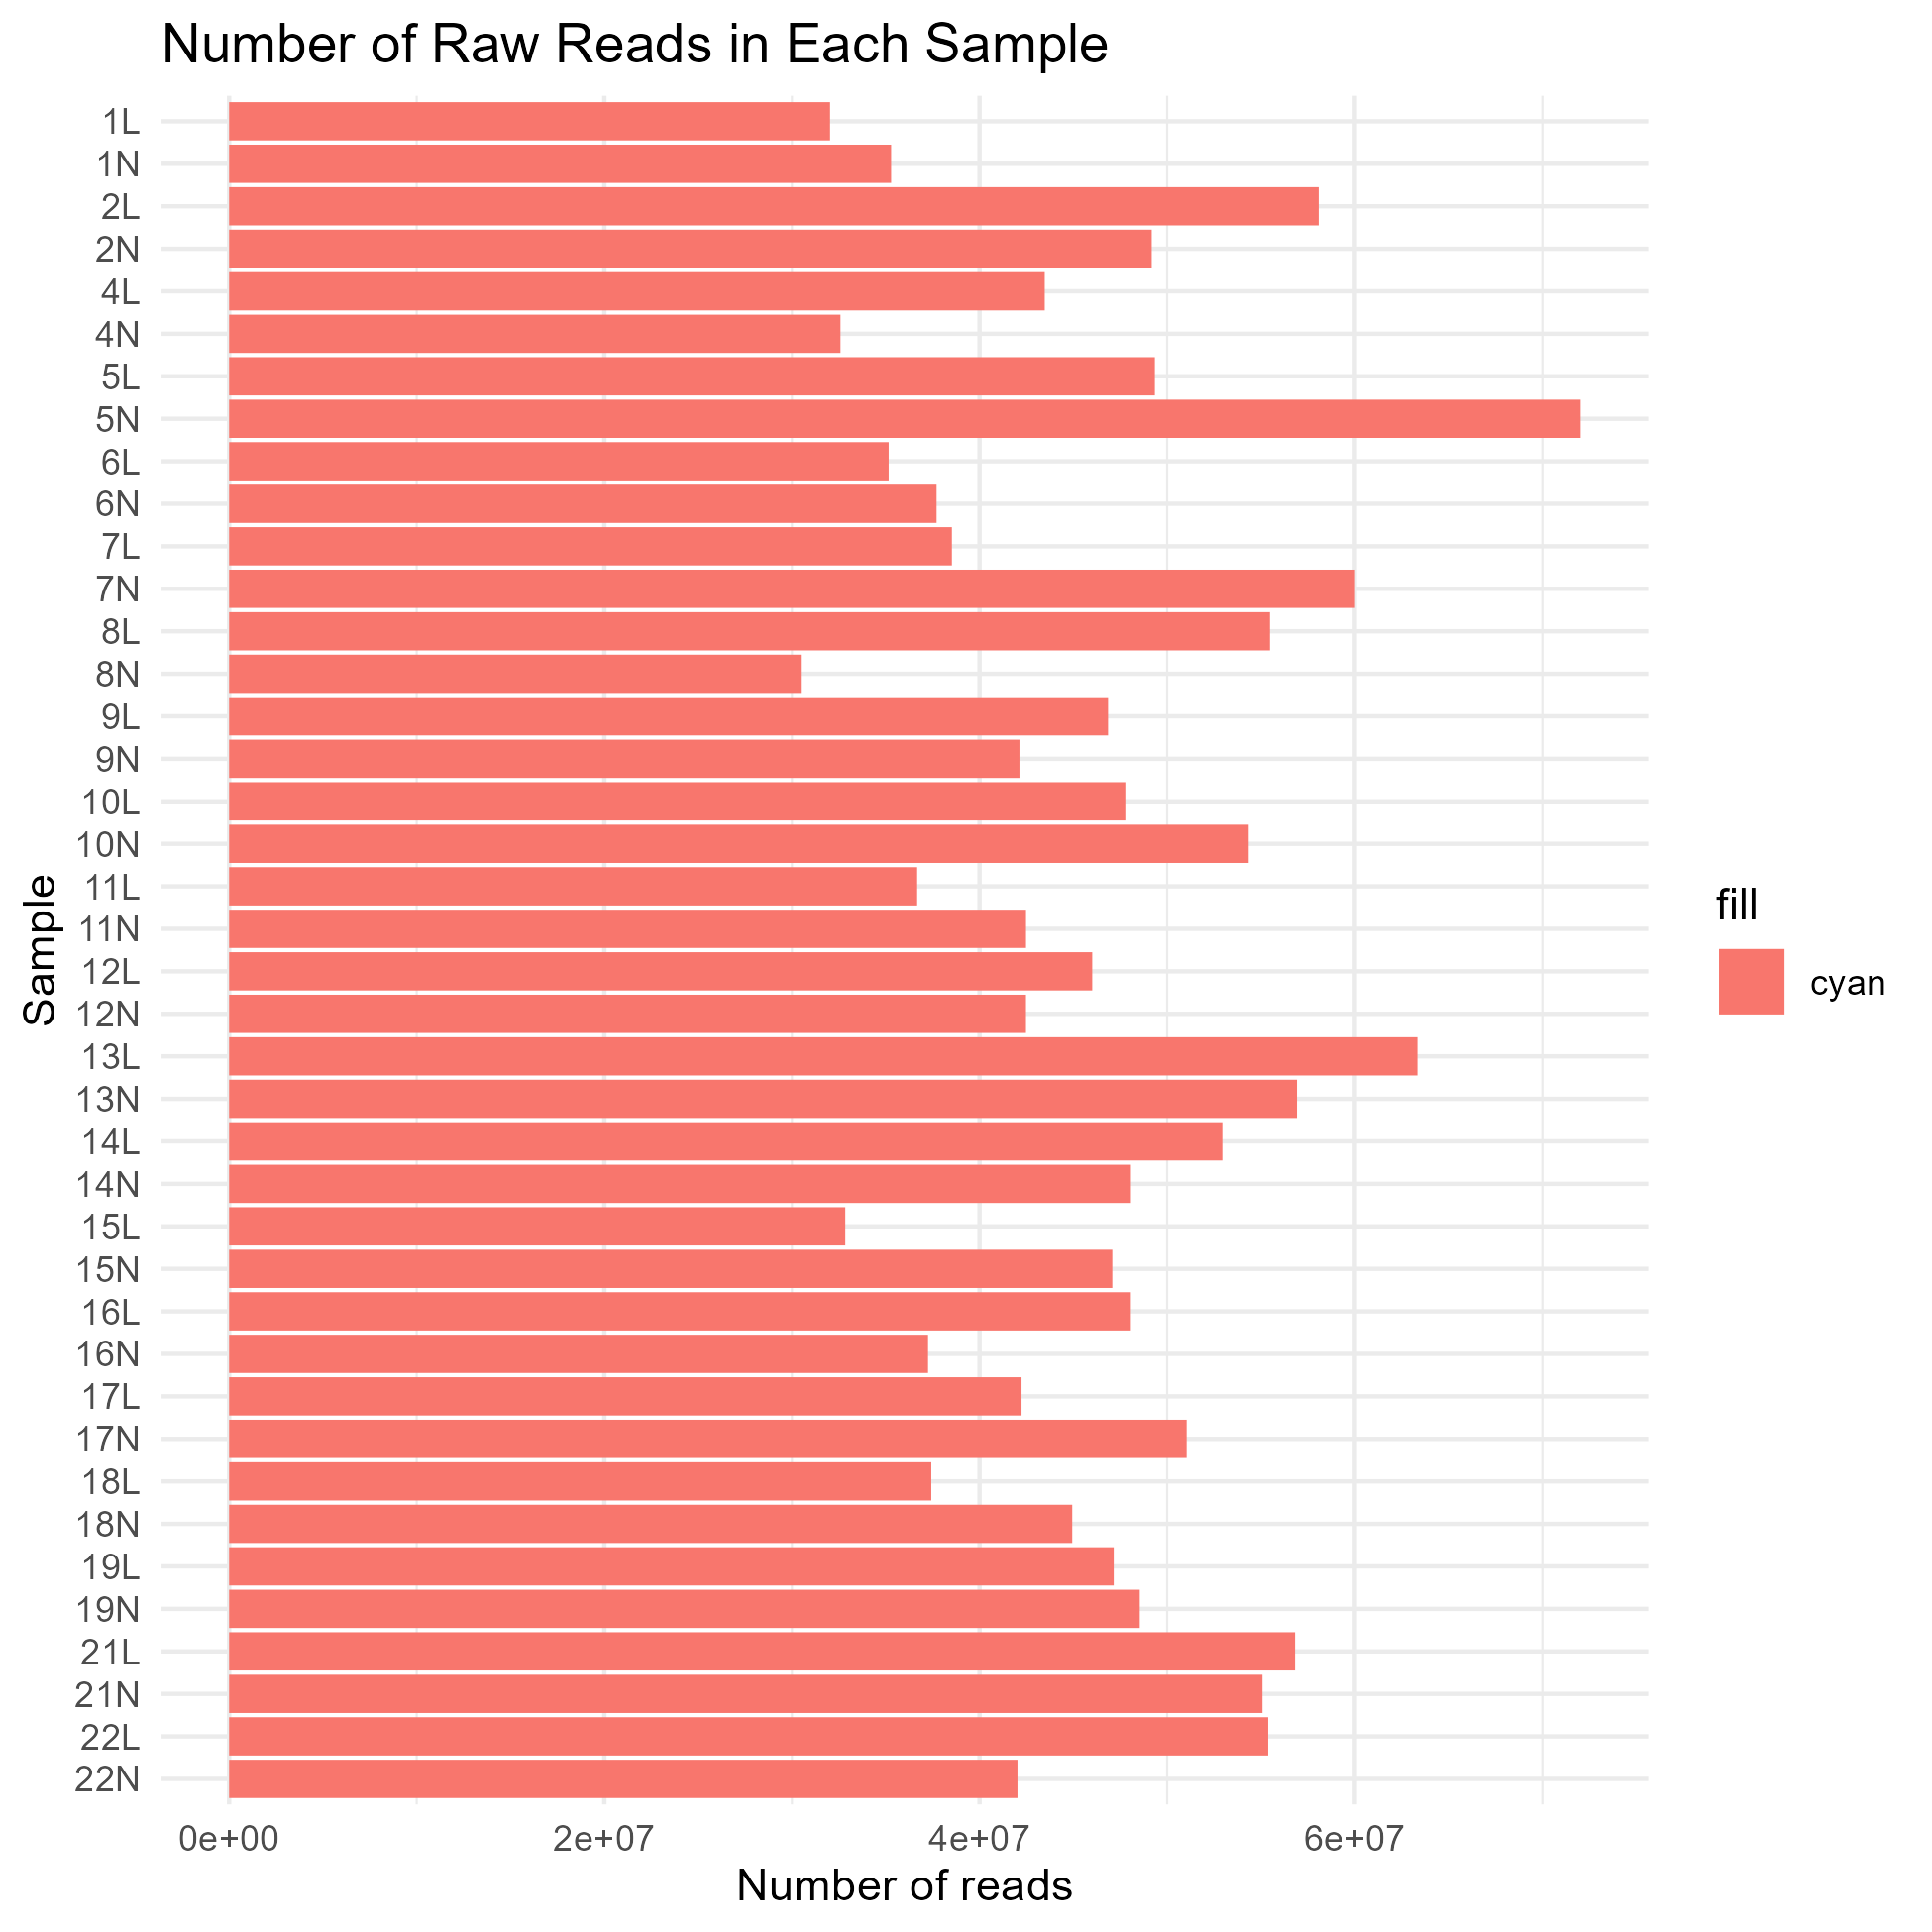 Number of Raw Reads in Each Sample
1L
1N
2L
2N
4L
4N
5L
5N
6L
6N
7L
7N
8L
8N
9L
9N
10L
10N
11L
11N
12L
12N
13L
13N
14L
14N
15L
15N
16L
16N
17L
17N
18L
18N
19L
19N
21L
21N
22L
22N
Sample
0e+00 2e+07 4e+07 6e+07
Number of reads
fill
cyan